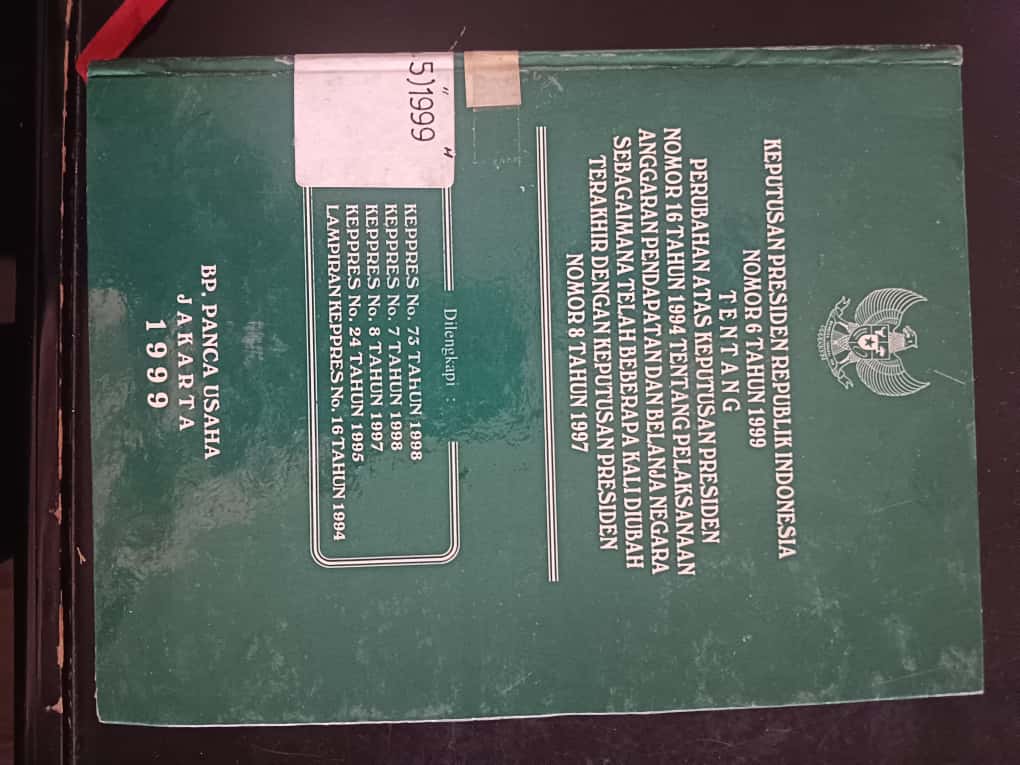 KEPUTUSAN PRESIDEN REPUBLIK INDONESIA
NOMOR 6 TAHUN 1999
TENTANG
PERUBAHAN ATAS KEPUTUSAN PRESIDEN
NOMOR 16 TAHUN 1994 TENTANG PELAKSANAAN
ANGGARAN PENDAPATAN DAN BELANJA NEGARA
SEBAGAIMANA TELAH BEBERAPA KALI DIUBAH
TERAKHIR DENGAN KEPUTUSAN PRESIDEN
NOMOR 8 TAHUN 1997
5)"1999"
Dilengkapi :
KEPPRES No. 73 TAHUN 1998
KEPPRES No. 7 TAHUN 1998
KEPPRES No. 8 TAHUN 1997
KEPPRES No. 24 TAHUN 1995
LAMPIRAN KEPPRES No. 16 TAHUN 1994
BP. PANCA USAHA
JAKARTA
1999